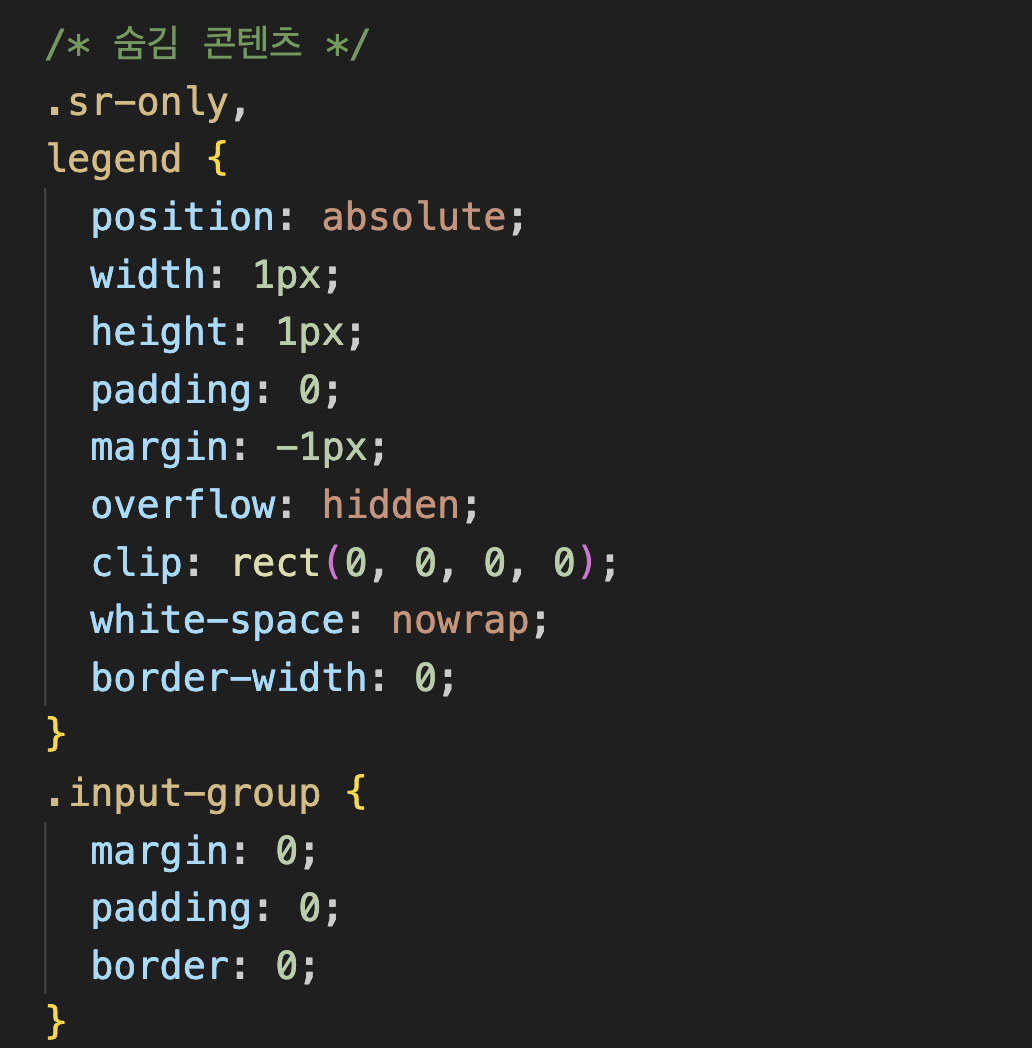 /* 숨김 콘텐츠 */
.sr-only,
legend {
position: absolute;
width: 1px;
height: 1px;
padding: 0;
margin: -1px;
overflow: hidden;
clip: rect(0, 0, 0, 0);
white-space: nowrap;
border-width: 0;
}
.input-group {
margin: 0;
padding: 0;
border: 0;
}